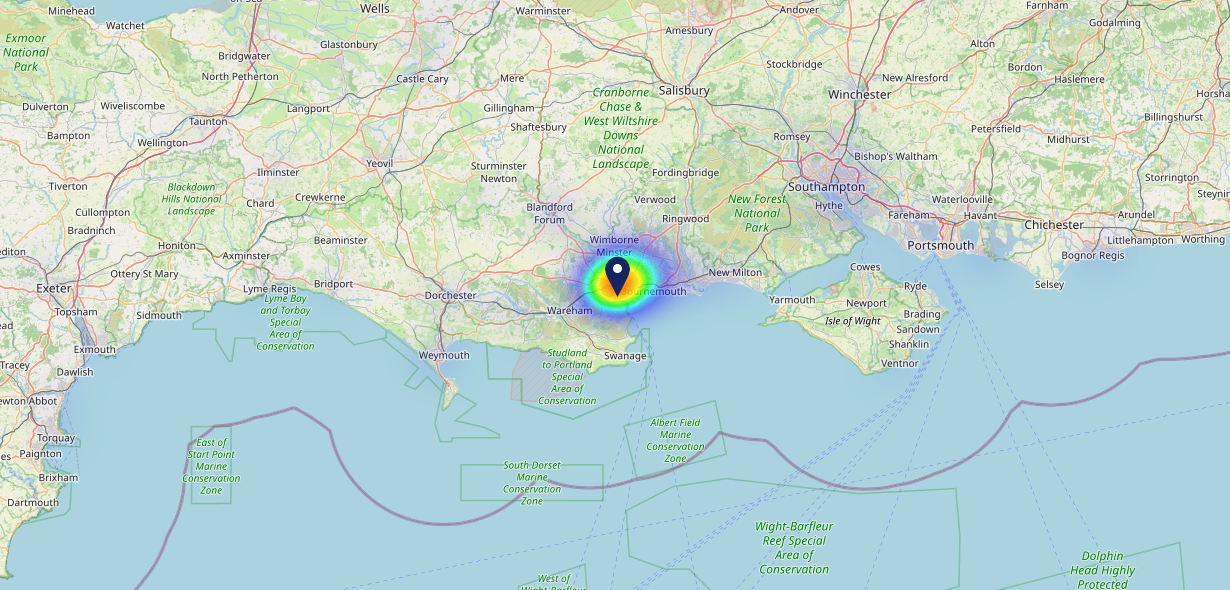 Minehead
Watchet
Wells
Warminster
Andover
Farnham
Godalming
Exmoor
National
Park
Bridgwater
Glastonbury
Amesbury
Alton
North Petherton
Castle Cary
Mere
Stockbridge
Bordon
Haslemere
New Alresford
Dulverton
Wiveliscombe
Langport
Gillingham
Cranborne
Chase &
West Wiltshire
Downs
National
Landscape
Salisbury
Winchester
Taunton
Shaftesbury
Petersfield
Billingshurst
Bampton
Wellington
Romsey
Midhurst
Yeovil
Sturminster
Newton
Bishop's Waltham
Ilminster
Fordingbridge
Storrington
Tiverton
Blackdown
Hills National
Landscape
Crewkerne
Chard
Southampton
Hythe
Verwood
New Forest
National
Park
Waterlooville
Cullompton
Blandford
Forum
Ringwood
Fareham
Havant
Chichester
Arundel
Bradninch
Beaminster
Wimborne
Minster
Portsmouth
Littlehampton
Worthing
Honiton
Axminster
Bognor Regis
Ottery St Mary
Bridport
New Milton
Cowes
Selsey
Exeter
Lyme Regis
Dorchester
Ryde
Topsham
Sidmouth
Lyme Bay
and Torbay
Special
Area of
Conservation
Wareham
Yarmouth
Newport
Brading
Isle of Wight
Sandown
Shanklin
Ventnor
Exmouth
Weymouth
Swanage
Dawlish
Studland
to Portland
Special
Area of
Conservation
Torquay
Paignton
Brixham
Dartmouth
East of
Start Point
Marine
Conservation
Zone
Albert Field
Marine
Conservation
Zone
South Dorset
Marine
Conservation
Zone
Wight-Barfleur
Reef Special
Area of
Conservation
Dolphin
Head Highly
Protected
West of